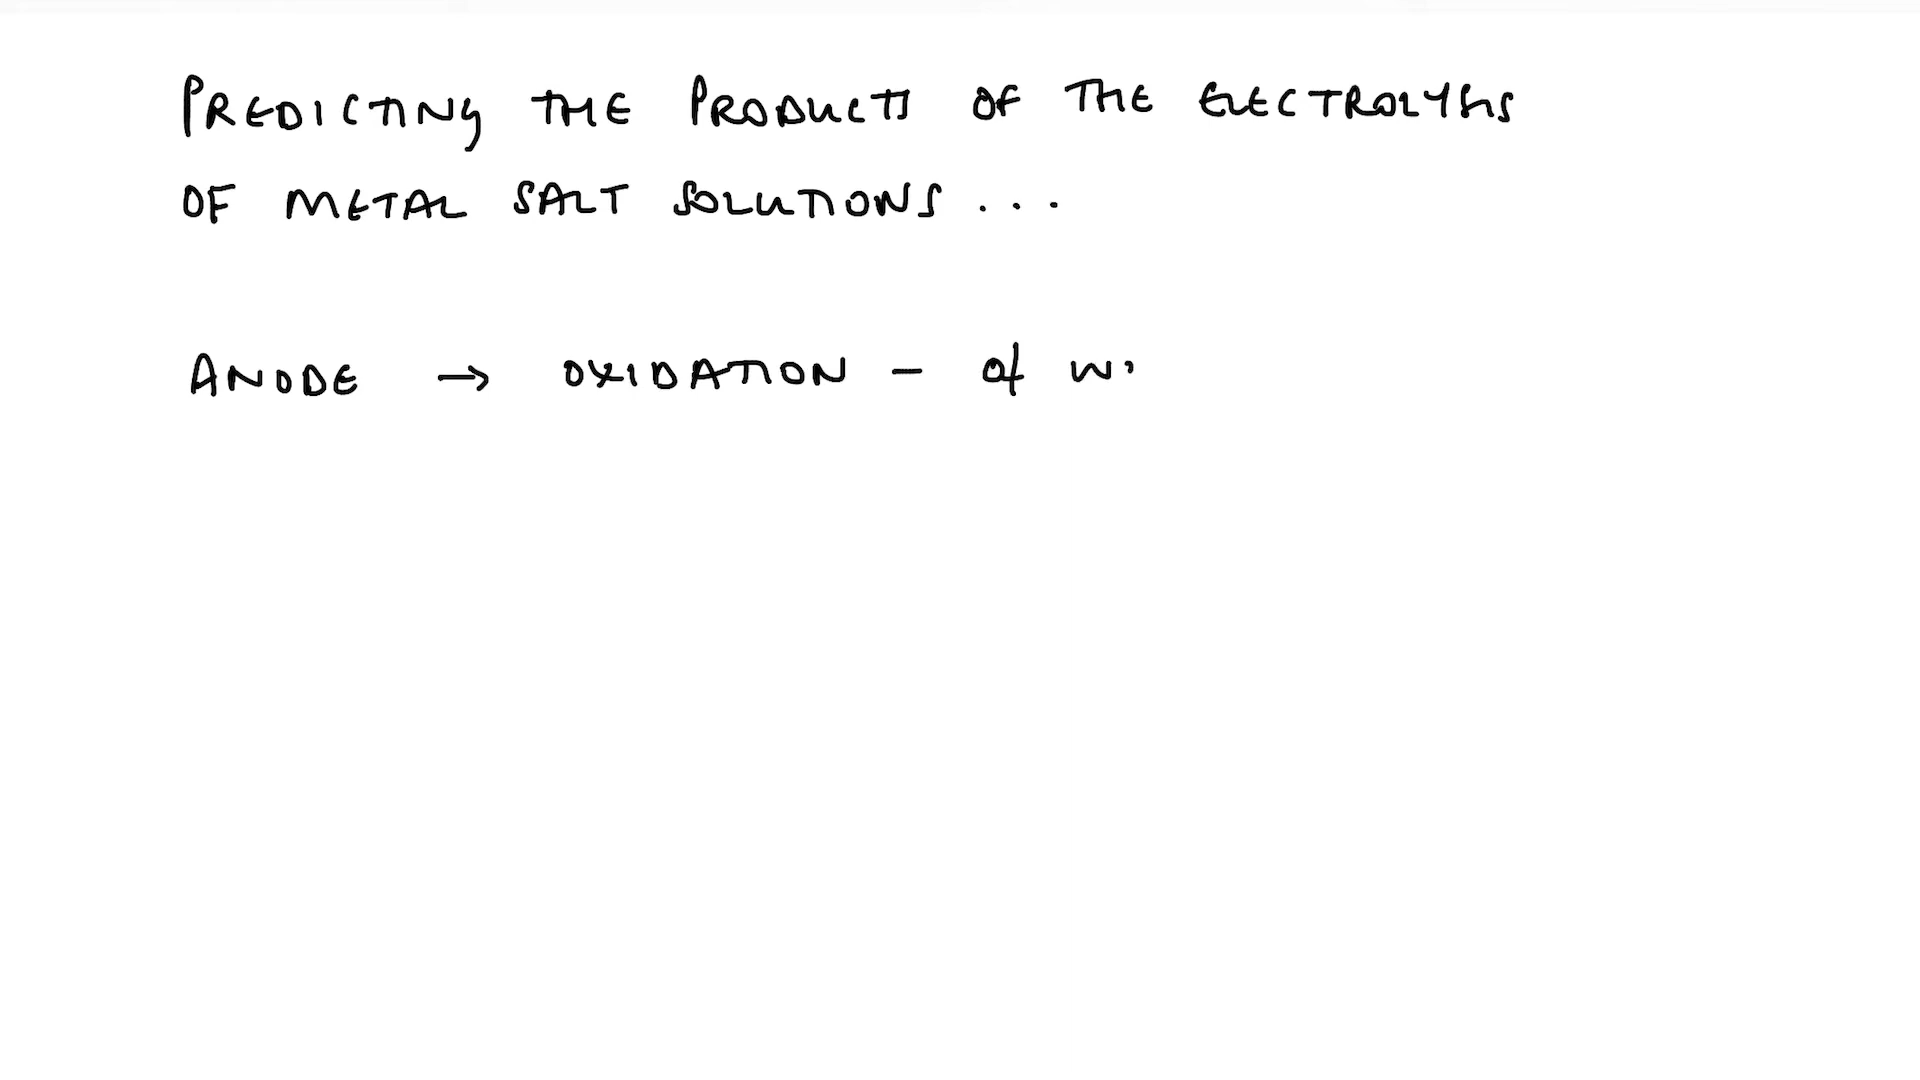 PREDICTING THE PRODUCTS OF THE ELECTROLYSIS
OF METAL SALT SOLUTIONS ...
ANODE → OXIDATION - of w